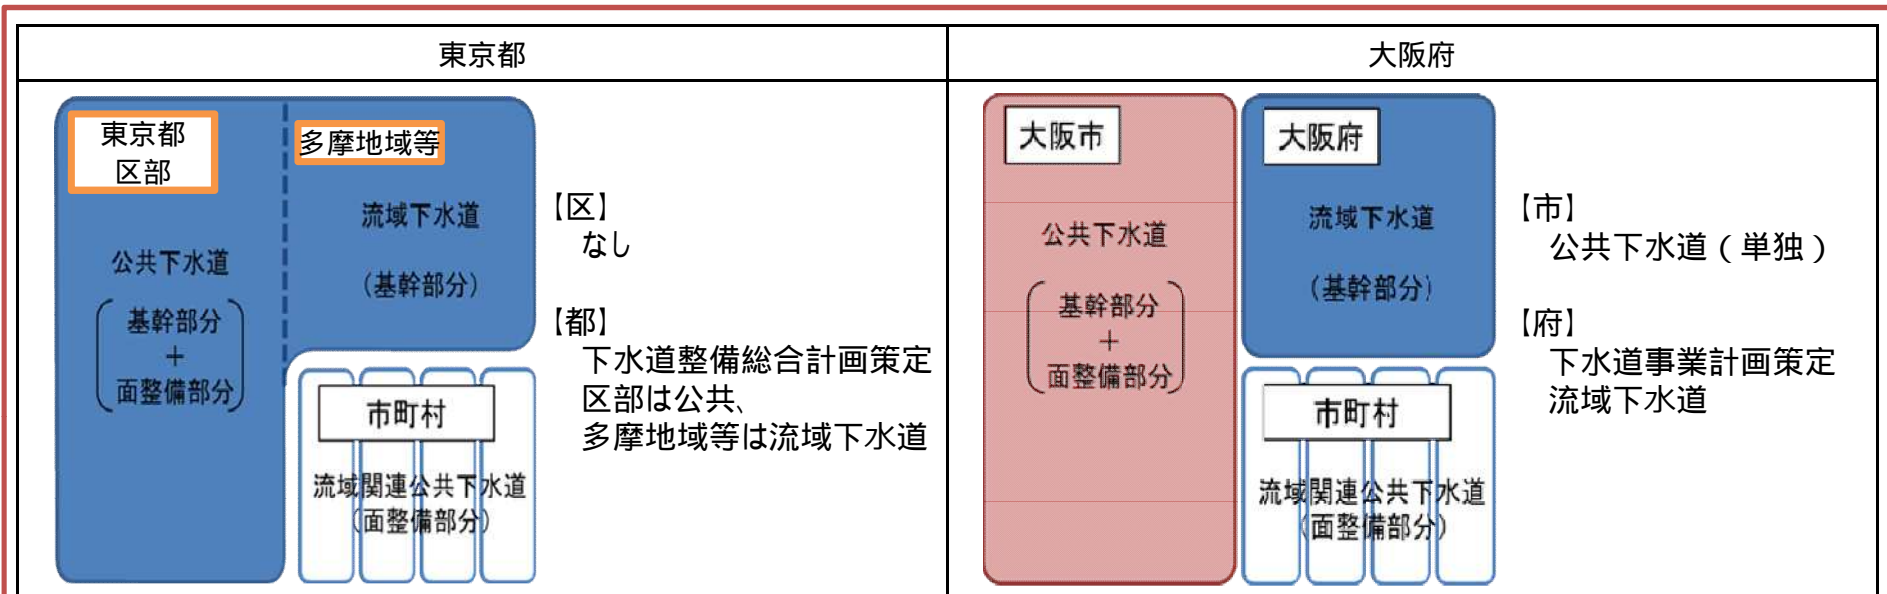 東京都
大阪府
東京都
区部
多摩地域等
公共下水道
基幹部分
＋
面整備部分
流域下水道
(基幹部分)
市町村
流域関連公共下水道
(面整備部分)
【区】
なし
【都】
下水道整備総合計画策定
区部は公共、
多摩地域等は流域下水道
大阪市
公共下水道
基幹部分
＋
面整備部分
大阪府
流域下水道
(基幹部分)
市町村
流域関連公共下水道
(面整備部分)
【市】
公共下水道（単独）
【府】
下水道事業計画策定
流域下水道